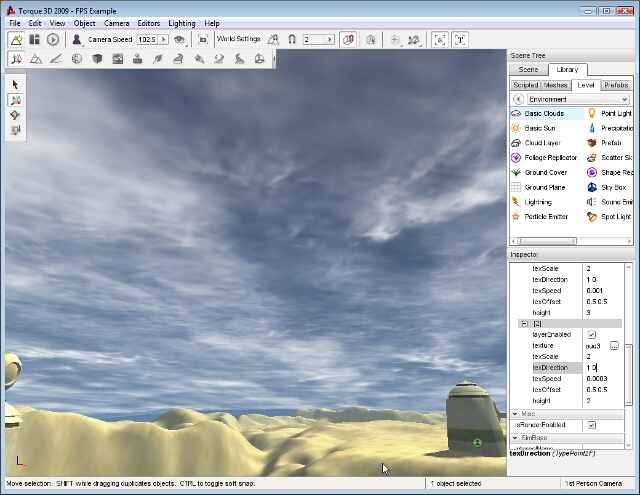 Torque 3D 2009 - FPS Example
File Edit View Object Camera Editors Lighting Help
Camera Speed 102.5 World Settings 2
Scene Tree
Scene Library
Scripted Meshes Level Prefabs
Environment
Basic Clouds Point Light
Basic Sun Precipitatio
Cloud Layer Prefab
Foliage Replicator Scatter Sk
Ground Cover Shape Rep
Ground Plane Sky Box
Lightning Sound Emit
Particle Emitter Spot Light
Inspector
texScale 2
texDirection 1 0
texSpeed 0.001
texOffset 0.5 0.5
height 3
[2]
layerEnabled
texture oud3 ...
texScale 2
texDirection 1 0
texSpeed 0.0003
texOffset 0.5 0.5
height 2
Misc
isRenderEnabled
SimBase
texDirection (TypePoint2F)
Move selection. SHIFT while dragging duplicates objects. CTRL to toggle soft snap. 1 object selected 1st Person Camera